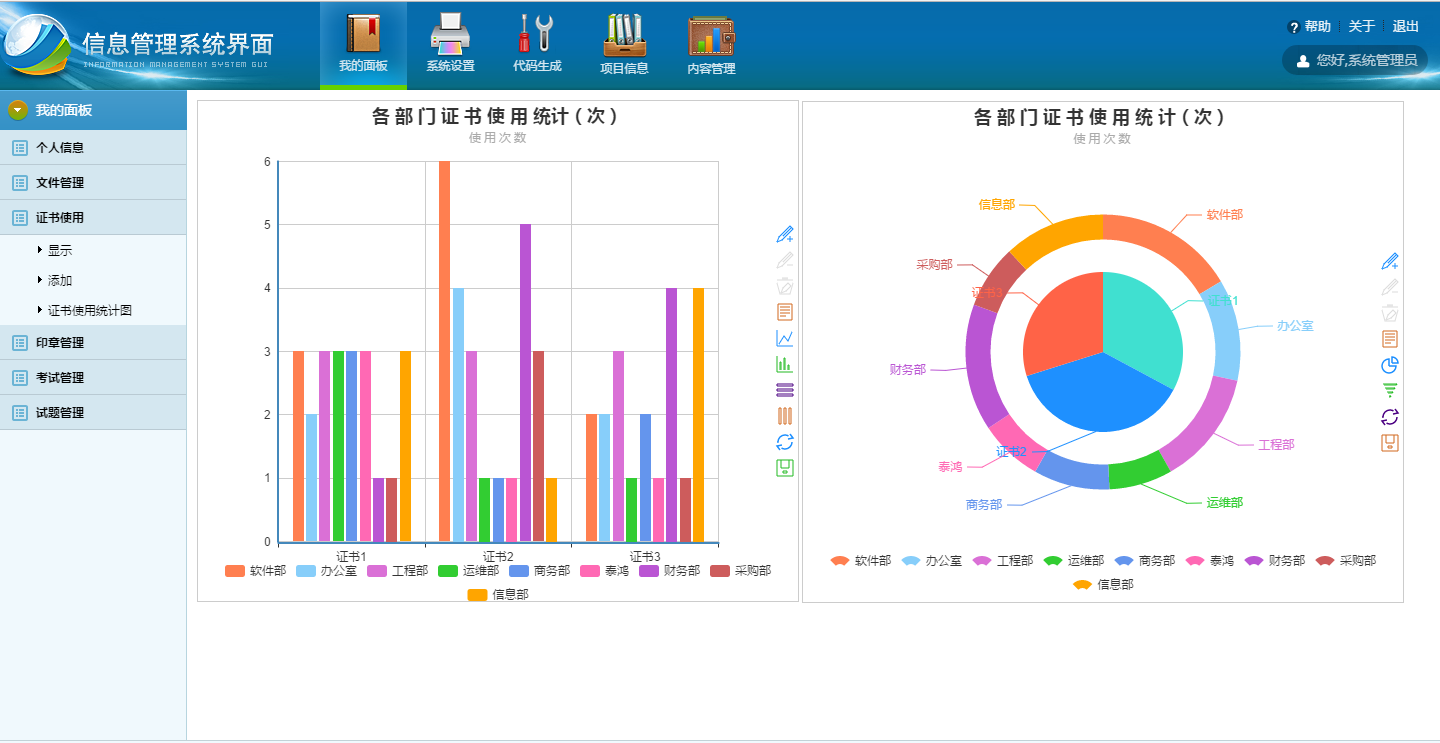 信息管理系统界面
INFORMATION MANAGEMENT SYSTEM GUI
我的面板
系统设置
代码生成
项目信息
内容管理
帮助
关于
退出
您好,系统管理员
我的面板
个人信息
文件管理
证书使用
显示
添加
证书使用统计图
印章管理
考试管理
试题管理
各部门证书使用统计(次)
使用次数
6
5
4
3
2
1
0
证书1
证书2
证书3
软件部
办公室
工程部
运维部
商务部
泰鸿
财务部
采购部
信息部
各部门证书使用统计(次)
使用次数
信息部
软件部
采购部
证书3
证书1
办公室
财务部
工程部
证书2
泰鸿
商务部
运维部
软件部
办公室
工程部
运维部
商务部
泰鸿
财务部
采购部
信息部